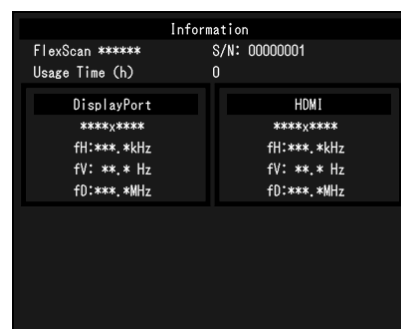 Information
FlexScan ****** S/N: 00000001
Usage Time (h) 0
DisplayPort HDMI
****x**** ****x****
fH:***.*kHz fH:***.*kHz
fV: **.* Hz fV: **.* Hz
fD:***.*MHz fD:***.*MHz